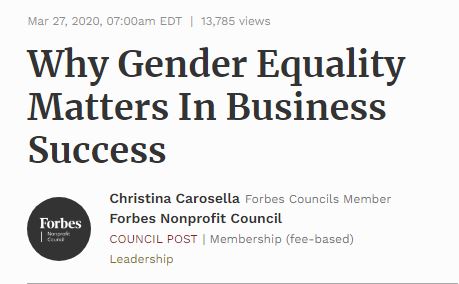 Mar 27, 2020, 07:00am EDT | 13,785 views
Why Gender Equality
Matters In Business
Success
Christina Carosella Forbes Councils Member
Forbes Nonprofit Council
COUNCIL POST | Membership (fee-based)
Leadership
Forbes
Nonprofit
Council